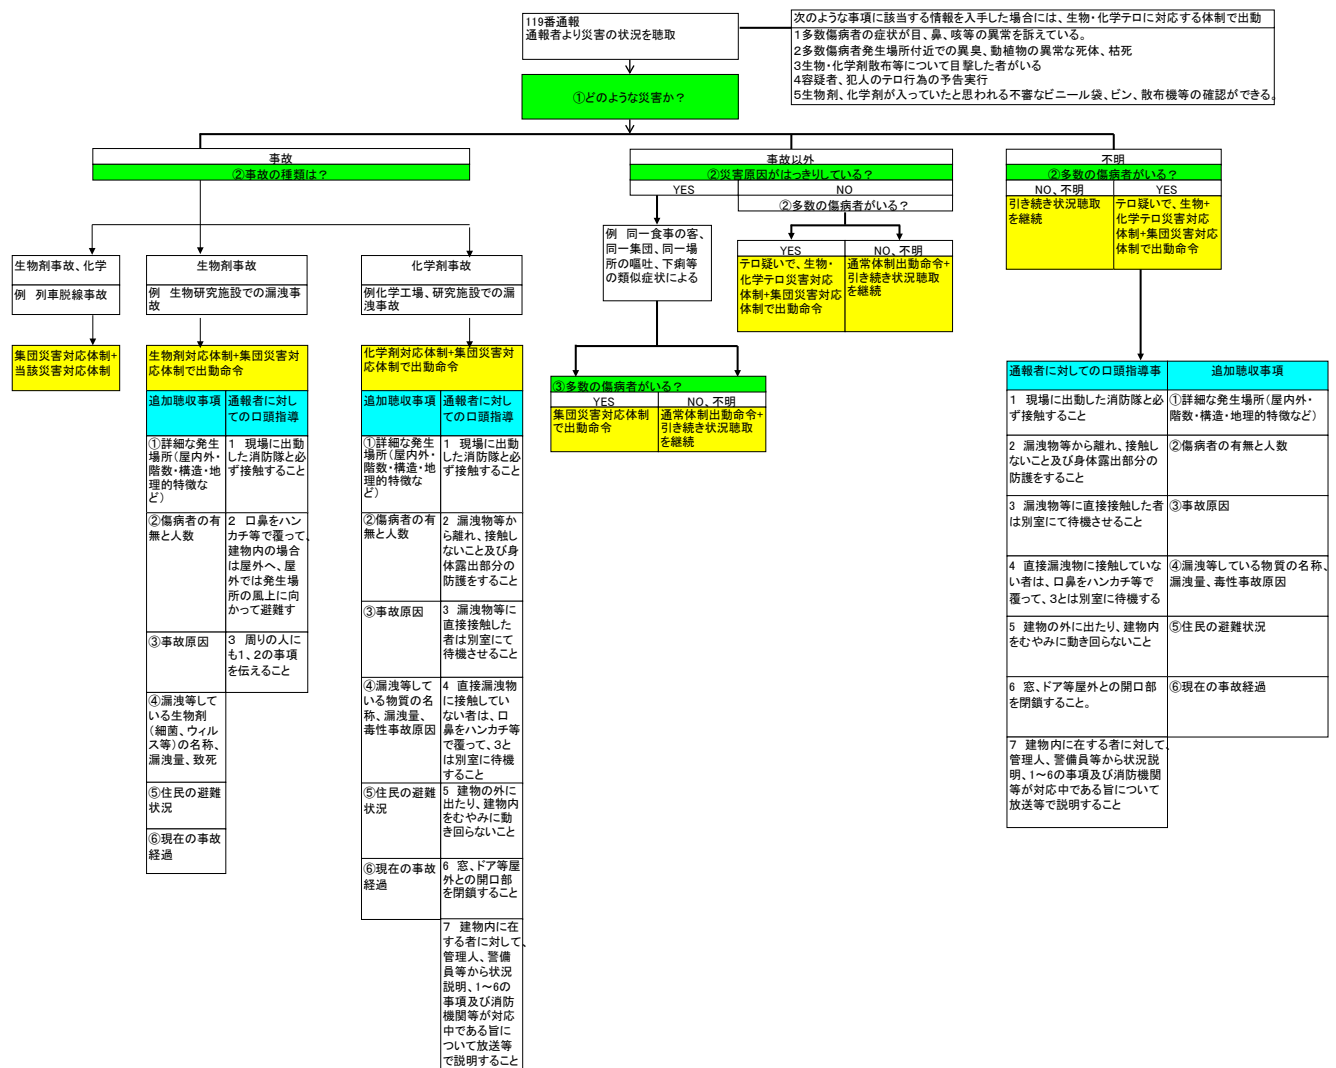 119番通報
通報者より災害の状況を聴取
次のような事項に該当する情報を入手した場合には、生物・化学テロに対応する体制で出動
1多数傷病者の症状が目、鼻、咳等の異常を訴えている。
2多数傷病者発生場所付近での異臭、動植物の異常な死体、枯死
3生物・化学剤散布等について目撃した者がいる
4容疑者、犯人のテロ行為の予告実行
5生物剤、化学剤が入っていたと思われる不審なビニール袋、ビン、散布機等の確認ができる。
①どのような災害か？
事故
②事故の種類は？
事故以外
②災害原因がはっきりしている？
YES
NO
②多数の傷病者がいる？
不明
②多数の傷病者がいる？
NO、不明
YES
引き続き状況聴取
を継続
テロ疑いで、生物+
化学テロ災害対応
体制+集団災害対応
体制で出動命令
例 同一食事の客、
同一集団、同一場
所の嘔吐、下痢等
の類似症状による
YES
NO、不明
テロ疑いで、生物・
化学テロ災害対応
体制+集団災害対応
体制で出動命令
通常体制出動命令+
引き続き状況聴取
を継続
生物剤事故、化学
例 列車脱線事故
生物剤事故
例 生物研究施設での漏洩事
故
化学剤事故
例化学工場、研究施設での漏
洩事故
集団災害対応体制+
当該災害対応体制
生物剤対応体制+集団災害対
応体制で出動命令
化学剤対応体制+集団災害対
応体制で出動命令
③多数の傷病者がいる？
YES
NO、不明
集団災害対応体制
で出動命令
通常体制出動命令+
引き続き状況聴取
を継続
追加聴収事項
通報者に対し
ての口頭指導
①詳細な発生
場所（屋内外・
階数・構造・地
理的特徴な
ど）
1 現場に出動
した消防隊と必
ず接触すること
②傷病者の有
無と人数
2 口鼻をハン
カチ等で覆って、
建物内の場合
は屋外へ、屋
外では発生場
所の風上に向
かって避難す
③事故原因
3 周りの人に
も1、2の事項
を伝えること
④漏洩等して
いる生物剤
（細菌、ウィル
ス等）の名称、
漏洩量、致死
⑤住民の避難
状況
⑥現在の事故
経過
追加聴収事項
通報者に対し
ての口頭指導
①詳細な発生
場所（屋内外・
階数・構造・地
理的特徴な
ど）
1 現場に出動
した消防隊と必
ず接触すること
②傷病者の有
無と人数
2 漏洩物等か
ら離れ、接触し
ないこと及び身
体露出部分の
防護をすること
③事故原因
3 漏洩物等に
直接接触した
者は別室にて
待機させること
④漏洩等して
いる物質の名
称、漏洩量、
毒性事故原因
4 直接漏洩物
に接触してい
ない者は、口
鼻をハンカチ等
で覆って、3と
は別室に待機
すること
⑤住民の避難
状況
5 建物の外に
出たり、建物内
をむやみに動
き回らないこと
⑥現在の事故
経過
6 窓、ドア等屋
外との開口部
を閉鎖すること
7 建物内に在
する者に対して、
管理人、警備
員等から状況
説明、1～6の
事項及び消防
機関等が対応
中である旨に
ついて放送等
で説明すること
通報者に対しての口頭指導事
追加聴収事項
1 現場に出動した消防隊と必
ず接触すること
①詳細な発生場所（屋内外・
階数・構造・地理的特徴など）
2 漏洩物等から離れ、接触し
ないこと及び身体露出部分の
防護をすること
②傷病者の有無と人数
3 漏洩物等に直接接触した者
は別室にて待機させること
③事故原因
4 直接漏洩物に接触していな
い者は、口鼻をハンカチ等で
覆って、3とは別室に待機する
④漏洩等している物質の名称、
漏洩量、毒性事故原因
5 建物の外に出たり、建物内
をむやみに動き回らないこと
⑤住民の避難状況
6 窓、ドア等屋外との開口部
を閉鎖すること。
⑥現在の事故経過
7 建物内に在する者に対して、
管理人、警備員等から状況説
明、1～6の事項及び消防機関
等が対応中である旨について
放送等で説明すること